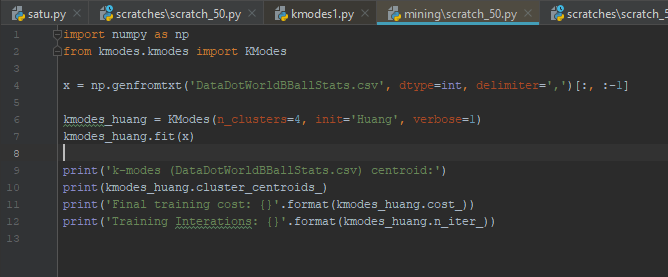 satu.py × scratches\scratch_50.py × kmodes1.py × mining\scratch_50.py × scratches\scratch_5
1 import numpy as np
2 from kmodes.kmodes import KModes
3
4 x = np.genfromtxt('DataDotWorldBBallStats.csv', dtype=int, delimiter=',')[:, :-1]
5
6 kmodes_huang = KModes(n_clusters=4, init='Huang', verbose=1)
7 kmodes_huang.fit(x)
8
9 print('k-modes (DataDotWorldBBallStats.csv) centroid:')
10 print(kmodes_huang.cluster_centroids_)
11 print('Final training cost: {}'.format(kmodes_huang.cost_))
12 print('Training Interations: {}'.format(kmodes_huang.n_iter_))
13